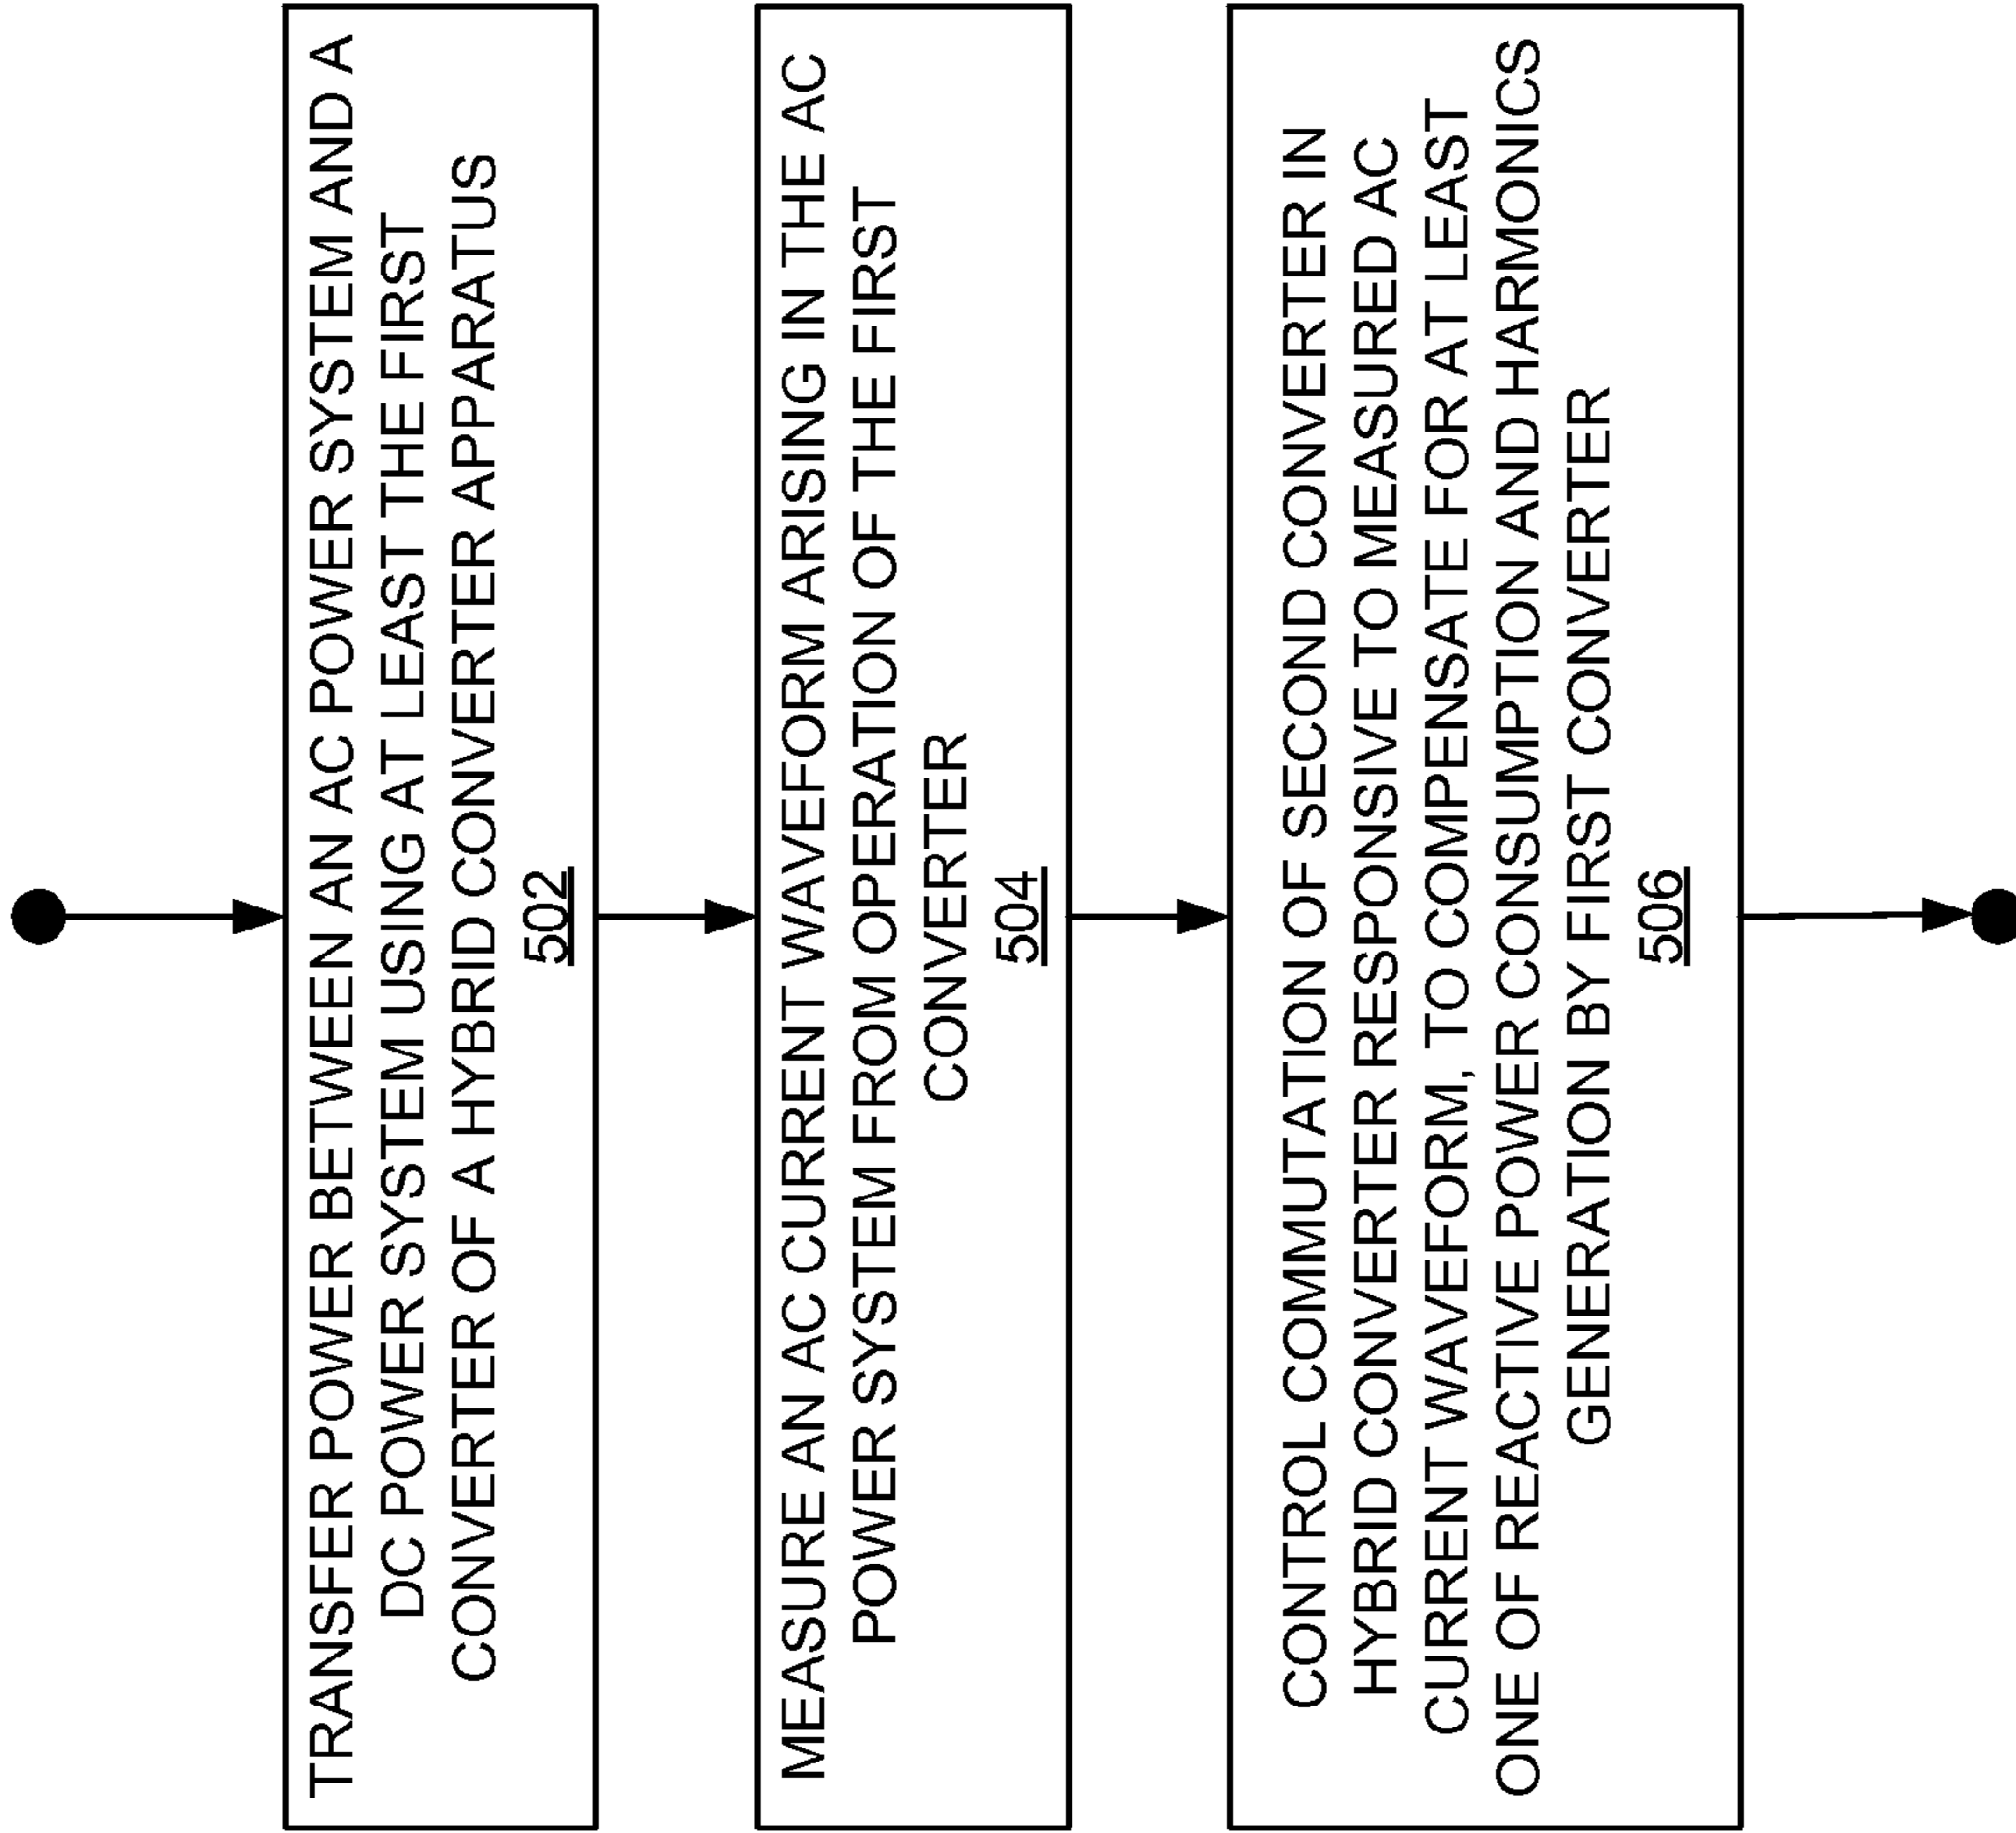 TRANSFER POWER BETWEEN AN AC POWER SYSTEM AND A
DC POWER SYSTEM USING AT LEAST THE FIRST
CONVERTER OF A HYBRID CONVERTER APPARATUS
502
MEASURE AN AC CURRENT WAVEFORM ARISING IN THE AC
POWER SYSTEM FROM OPERATION OF THE FIRST
CONVERTER
504
CONTROL COMMUTATION OF SECOND CONVERTER IN
HYBRID CONVERTER RESPONSIVE TO MEASURED AC
CURRENT WAVEFORM, TO COMPENSATE FOR AT LEAST
ONE OF REACTIVE POWER CONSUMPTION AND HARMONICS
GENERATION BY FIRST CONVERTER
506